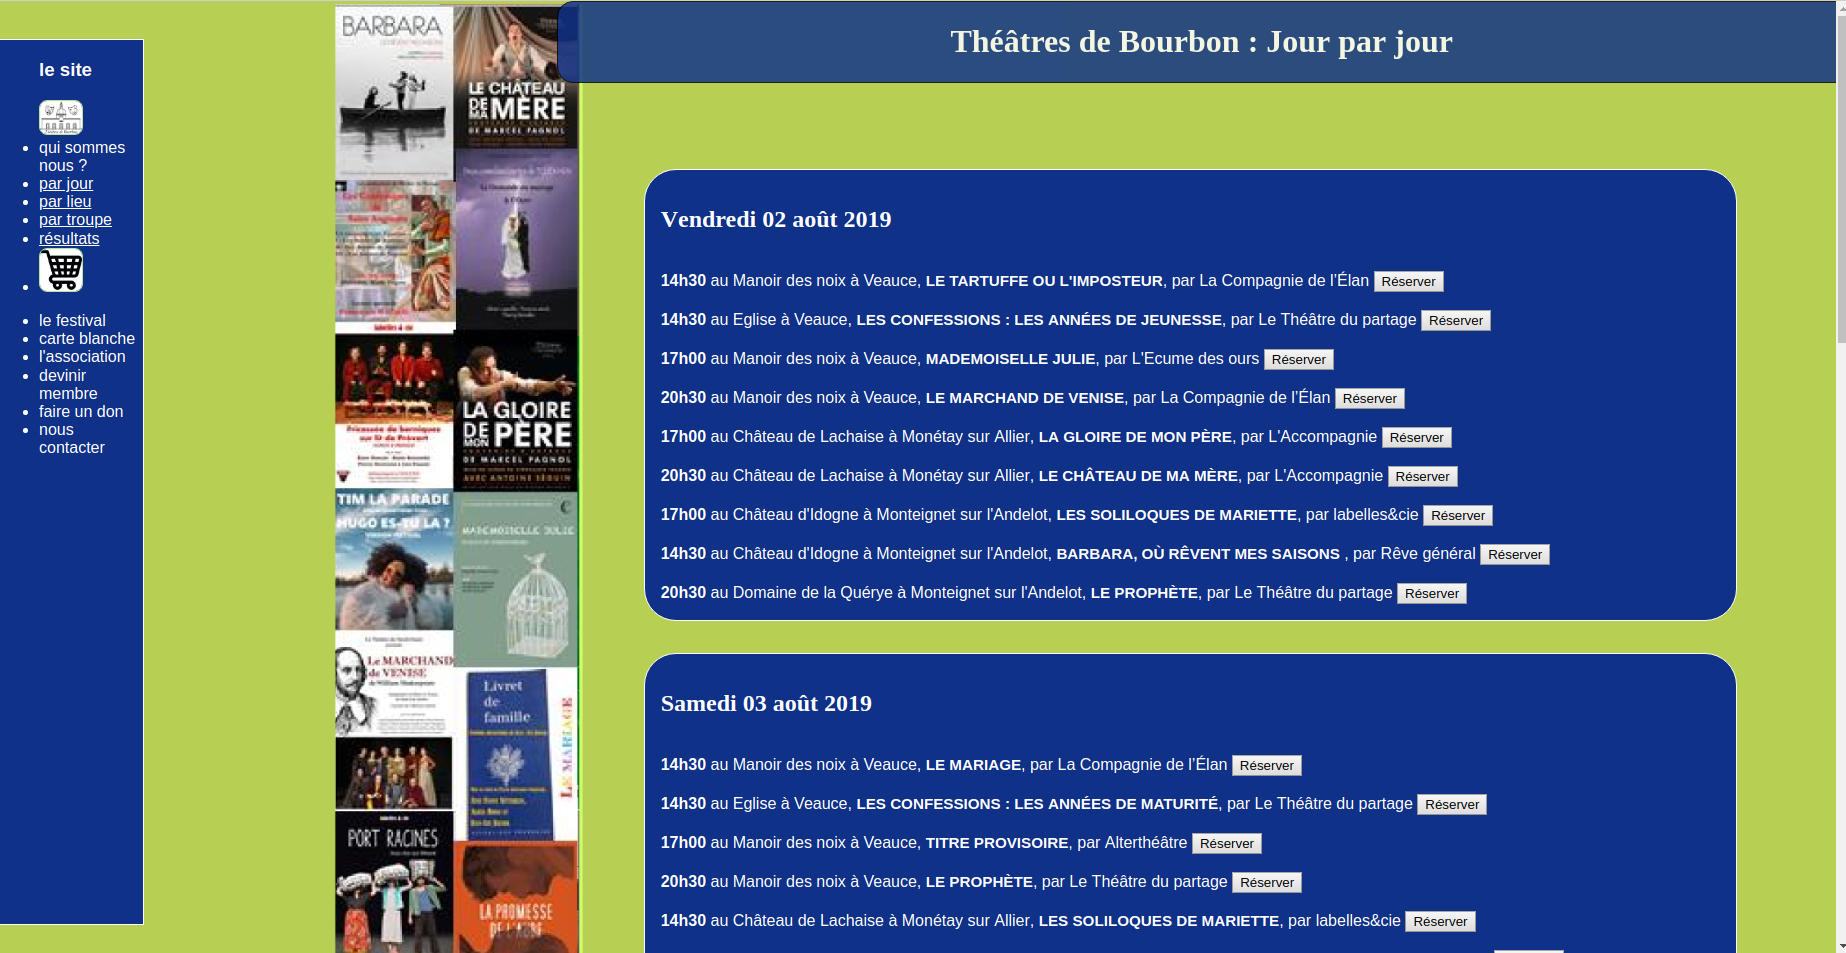 Théâtres de Bourbon : Jour par jour
le site
qui sommes
nous ?
par jour
par lieu
par troupe
résultats
le festival
carte blanche
l'association
devinir
membre
faire un don
nous
contacter
BARBARA
LE CHÂTEAU
DE MA MÈRE
DE MARCEL PAGNOL
LA GLOIRE
DE MON PÈRE
DE MARCEL PAGNOL
AVEC ANTOINE SÉGUIN
TIM LA PARADE
HUGO ES-TU LA ?
MADEMOISELLE JULIE
Le MARCHAND
de VENISE
de William Shakespeare
Livret
de
famille
LE MARIAGE
PORT RACINES
LA PROMESSE
DE L'AUBE
Vendredi 02 août 2019
14h30 au Manoir des noix à Veauce, LE TARTUFFE OU L'IMPOSTEUR, par La Compagnie de l’Élan Réserver
14h30 au Eglise à Veauce, LES CONFESSIONS : LES ANNÉES DE JEUNESSE, par Le Théâtre du partage Réserver
17h00 au Manoir des noix à Veauce, MADEMOISELLE JULIE, par L'Ecume des ours Réserver
20h30 au Manoir des noix à Veauce, LE MARCHAND DE VENISE, par La Compagnie de l’Élan Réserver
17h00 au Château de Lachaise à Monétay sur Allier, LA GLOIRE DE MON PÈRE, par L'Accompagnie Réserver
20h30 au Château de Lachaise à Monétay sur Allier, LE CHÂTEAU DE MA MÈRE, par L'Accompagnie Réserver
17h00 au Château d'Idogne à Monteignet sur l'Andelot, LES SOLILOQUES DE MARIETTE, par labelles&cie Réserver
14h30 au Château d'Idogne à Monteignet sur l'Andelot, BARBARA, OÙ RÊVENT MES SAISONS , par Rêve général Réserver
20h30 au Domaine de la Quérye à Monteignet sur l'Andelot, LE PROPHÈTE, par Le Théâtre du partage Réserver
Samedi 03 août 2019
14h30 au Manoir des noix à Veauce, LE MARIAGE, par La Compagnie de l’Élan Réserver
14h30 au Eglise à Veauce, LES CONFESSIONS : LES ANNÉES DE MATURITÉ, par Le Théâtre du partage Réserver
17h00 au Manoir des noix à Veauce, TITRE PROVISOIRE, par Alterthéâtre Réserver
20h30 au Manoir des noix à Veauce, LE PROPHÈTE, par Le Théâtre du partage Réserver
14h30 au Château de Lachaise à Monétay sur Allier, LES SOLILOQUES DE MARIETTE, par labelles&cie Réserver